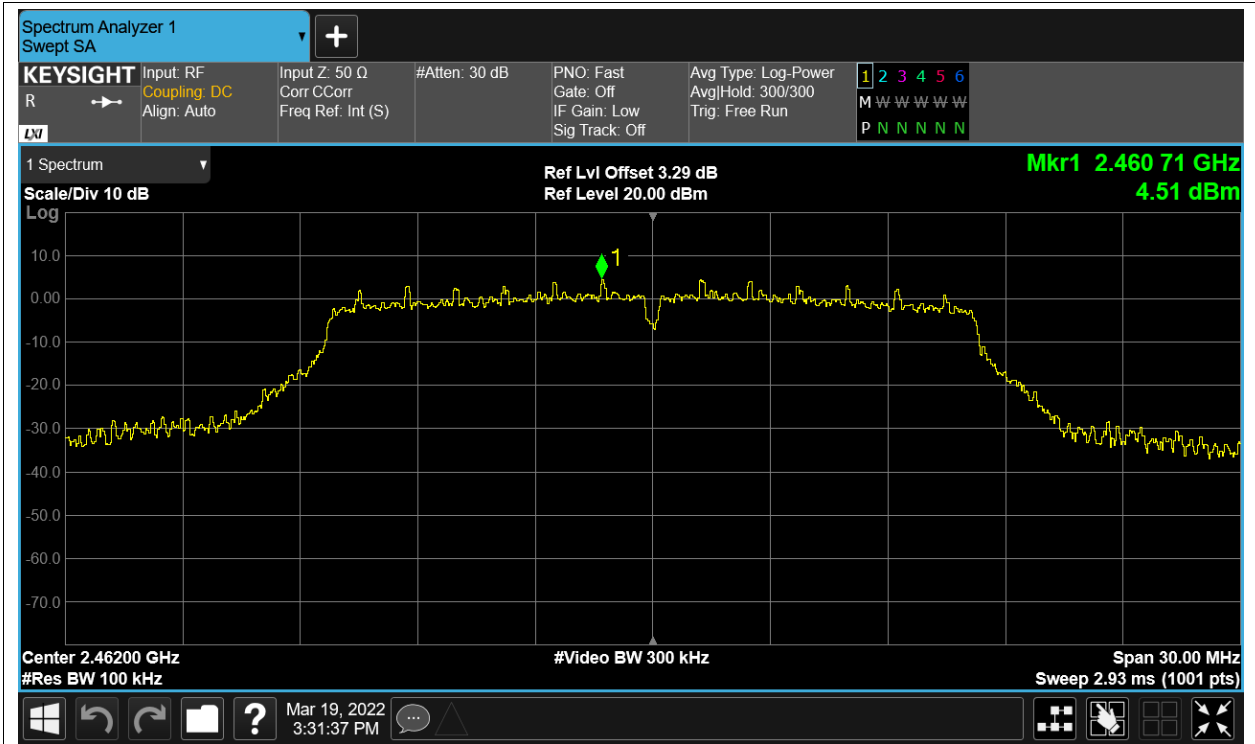 Spectrum Analyzer 1
Swept SA
KEYSIGHT
R
LXI
Input: RF
Coupling: DC
Align: Auto
Input Z: 50 Ω
Corr CCorr
Freq Ref: Int (S)
#Atten: 30 dB
PNO: Fast
Gate: Off
IF Gain: Low
Sig Track: Off
Avg Type: Log-Power
Avg|Hold: 300/300
Trig: Free Run
1 2 3 4 5 6
M W W W W W
P N N N N N
1 Spectrum
Scale/Div 10 dB
Log
Ref Lvl Offset 3.29 dB
Ref Level 20.00 dBm
Mkr1 2.460 71 GHz
4.51 dBm
1
10.0
0.00
-10.0
-20.0
-30.0
-40.0
-50.0
-60.0
-70.0
Center 2.46200 GHz
#Video BW 300 kHz
Span 30.00 MHz
#Res BW 100 kHz
Sweep 2.93 ms (1001 pts)
?
Mar 19, 2022
3:31:37 PM